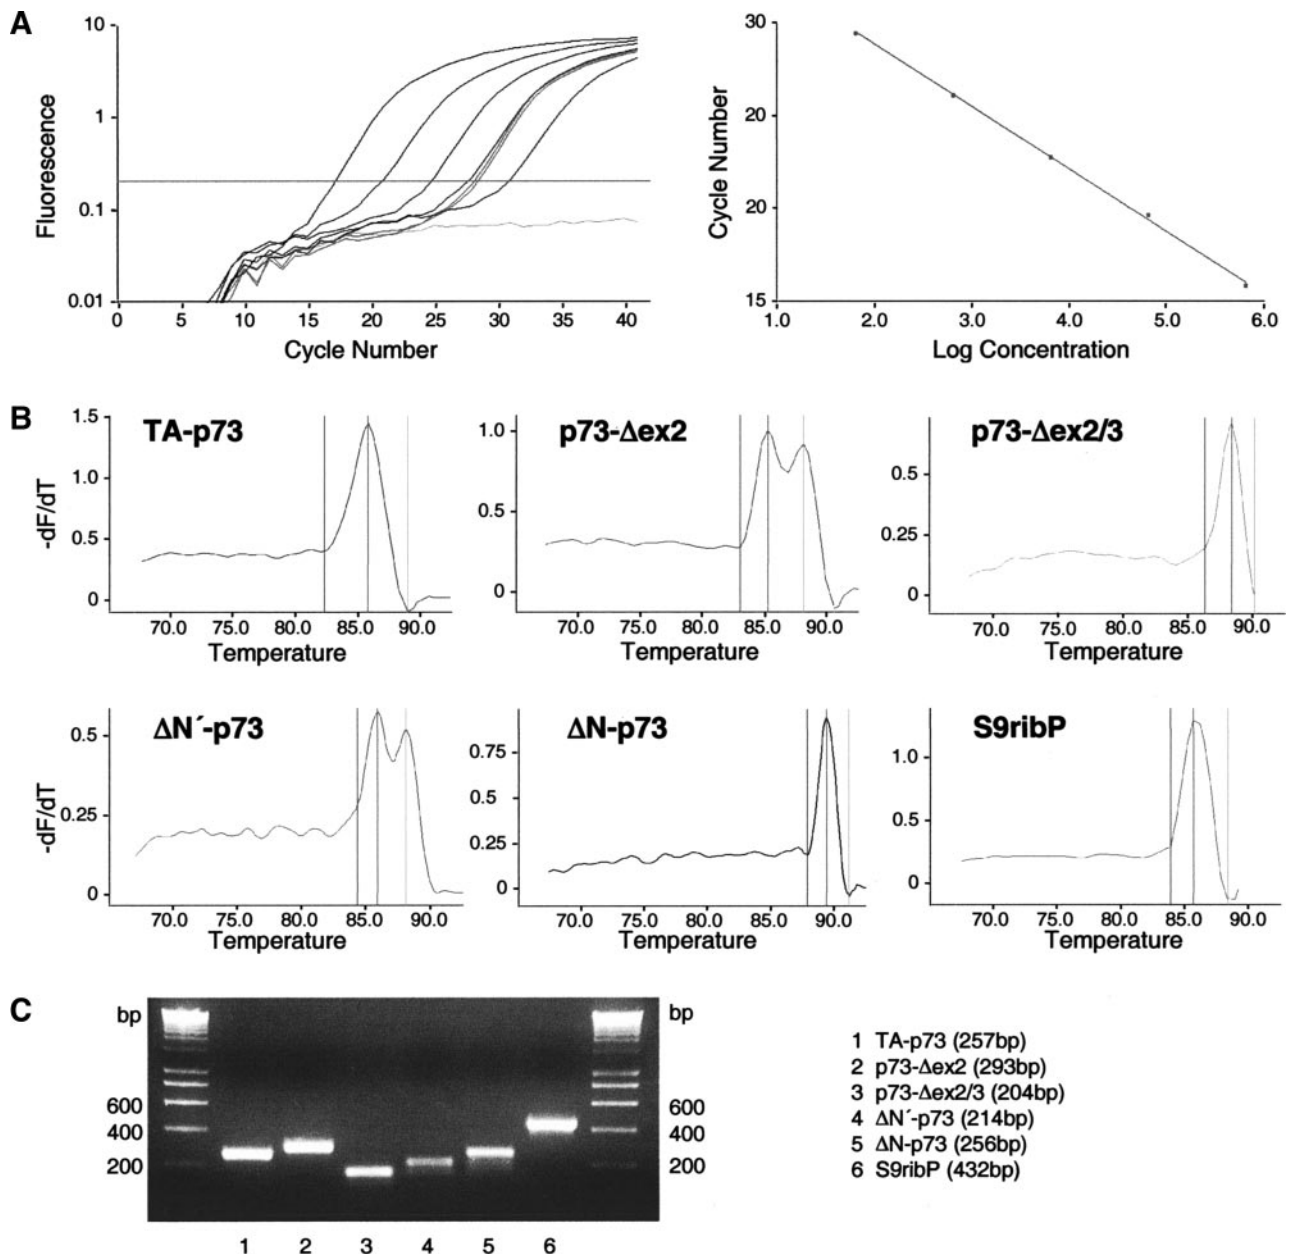 A
10
1
0.1
0.01
Fluorescence
0 5 10 15 20 25 30 35 40
Cycle Number
30
20
20
15
Cycle Number
1.0 2.0 3.0 4.0 5.0 6.0
Log Concentration
B
TA-p73
1.5
1.0
0.5
0
-dF/dT
70.0 75.0 80.0 85.0 90.0
Temperature
p73-Δex2
1.0
0.5
0
70.0 75.0 80.0 85.0 90.0
Temperature
p73-Δex2/3
0.5
0.25
0
70.0 75.0 80.0 85.0 90.0
Temperature
ΔN´-p73
0.5
0.25
0
-dF/dT
70.0 75.0 80.0 85.0 90.0
Temperature
ΔN-p73
0.75
0.5
0.25
0
70.0 75.0 80.0 85.0 90.0
Temperature
S9ribP
1.0
0.5
0
70.0 75.0 80.0 85.0 90.0
Temperature
C
bp
600
400
200
bp
600
400
200
1 2 3 4 5 6
1 TA-p73 (257bp)
2 p73-Δex2 (293bp)
3 p73-Δex2/3 (204bp)
4 ΔN´-p73 (214bp)
5 ΔN-p73 (256bp)
6 S9ribP (432bp)